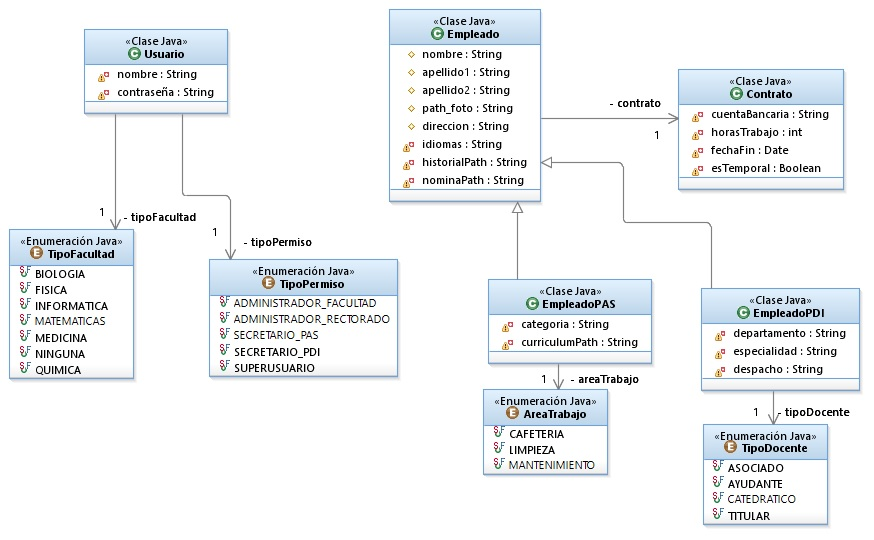 «Clase Java»
Usuario
nombre : String
contraseña : String
«Clase Java»
Empleado
nombre : String
apellido1 : String
apellido2 : String
path_foto : String
direccion : String
idiomas : String
historialPath : String
nominaPath : String
- contrato
1
«Clase Java»
Contrato
cuentaBancaria : String
horasTrabajo : int
fechaFin : Date
esTemporal : Boolean
1
- tipoFacultad
1
- tipoPermiso
«Enumeración Java»
TipoFacultad
BIOLOGIA
FISICA
INFORMATICA
MATEMATICAS
MEDICINA
NINGUNA
QUIMICA
«Enumeración Java»
TipoPermiso
ADMINISTRADOR_FACULTAD
ADMINISTRADOR_RECTORADO
SECRETARIO_PAS
SECRETARIO_PDI
SUPERUSUARIO
«Clase Java»
EmpleadoPAS
categoria : String
curriculumPath : String
«Clase Java»
EmpleadoPDI
departamento : String
especialidad : String
despacho : String
1
- areaTrabajo
«Enumeración Java»
AreaTrabajo
CAFETERIA
LIMPIEZA
MANTENIMIENTO
1
- tipoDocente
«Enumeración Java»
TipoDocente
ASOCIADO
AYUDANTE
CATEDRATICO
TITULAR